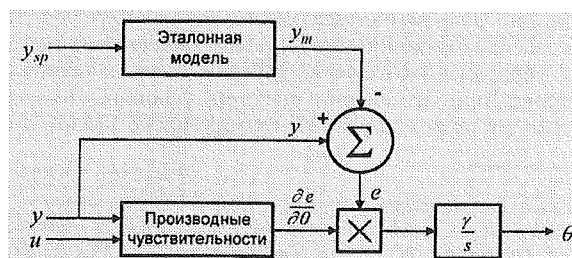 y_sp
Эталонная
модель
y_m
-
+
y
Σ
e
y
u
Производные
чувствительности
∂e
∂θ
×
γ
s
θ